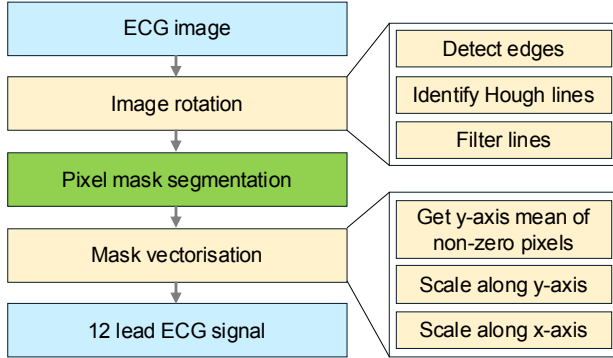 ECG image
Image rotation
Pixel mask segmentation
Mask vectorisation
12 lead ECG signal
Detect edges
Identify Hough lines
Filter lines
Get y-axis mean of
non-zero pixels
Scale along y-axis
Scale along x-axis